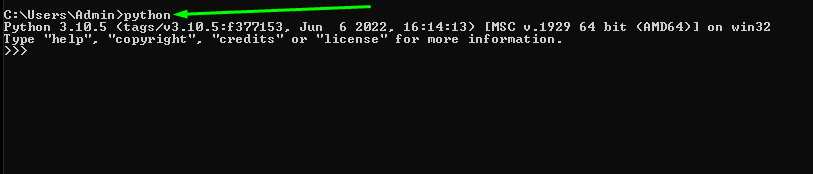 C:\Users\Admin>python
Python 3.10.5 (tags/v3.10.5:f377153, Jun  6 2022, 16:14:13) [MSC v.1929 64 bit (AMD64)] on win32
Type "help", "copyright", "credits" or "license" for more information.
>>>